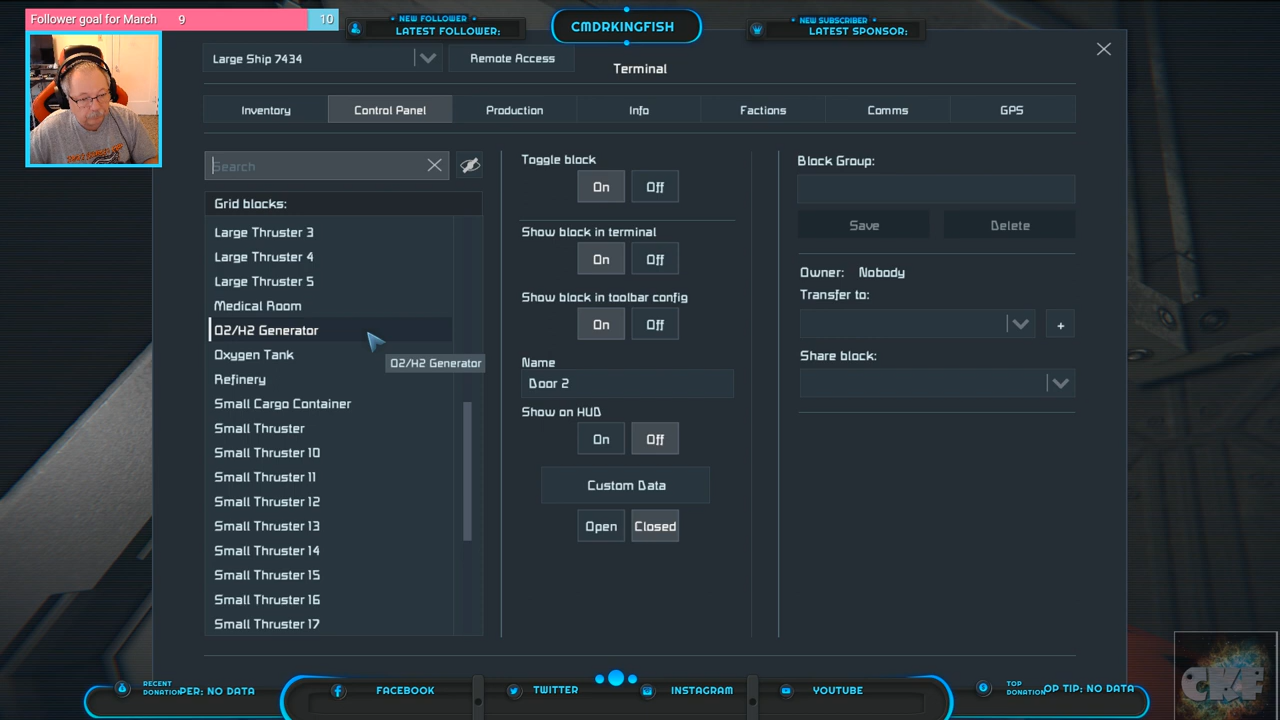 Follower goal for March 9 10
NEW FOLLOWER
LATEST FOLLOWER:
CMDRKINGFISH
NEW SUBSCRIBER
LATEST SPONSOR:
Large Ship 7434
Remote Access
Terminal
Inventory
Control Panel
Production
Info
Factions
Comms
GPS
Search
Grid blocks:
Large Thruster 3
Large Thruster 4
Large Thruster 5
Medical Room
O2/H2 Generator
O2/H2 Generator
Oxygen Tank
Refinery
Small Cargo Container
Small Thruster
Small Thruster 10
Small Thruster 11
Small Thruster 12
Small Thruster 13
Small Thruster 14
Small Thruster 15
Small Thruster 16
Small Thruster 17
Toggle block
On Off
Show block in terminal
On Off
Show block in toolbar config
On Off
Name
Door 2
Show on HUD
On Off
Custom Data
Open Closed
Block Group:
Save Delete
Owner: Nobody
Transfer to:
+
Share block:
RECENT
DONATION
PER: NO DATA
FACEBOOK
TWITTER
INSTAGRAM
YOUTUBE
TOP
DONATION
OP TIP: NO DATA
CKF